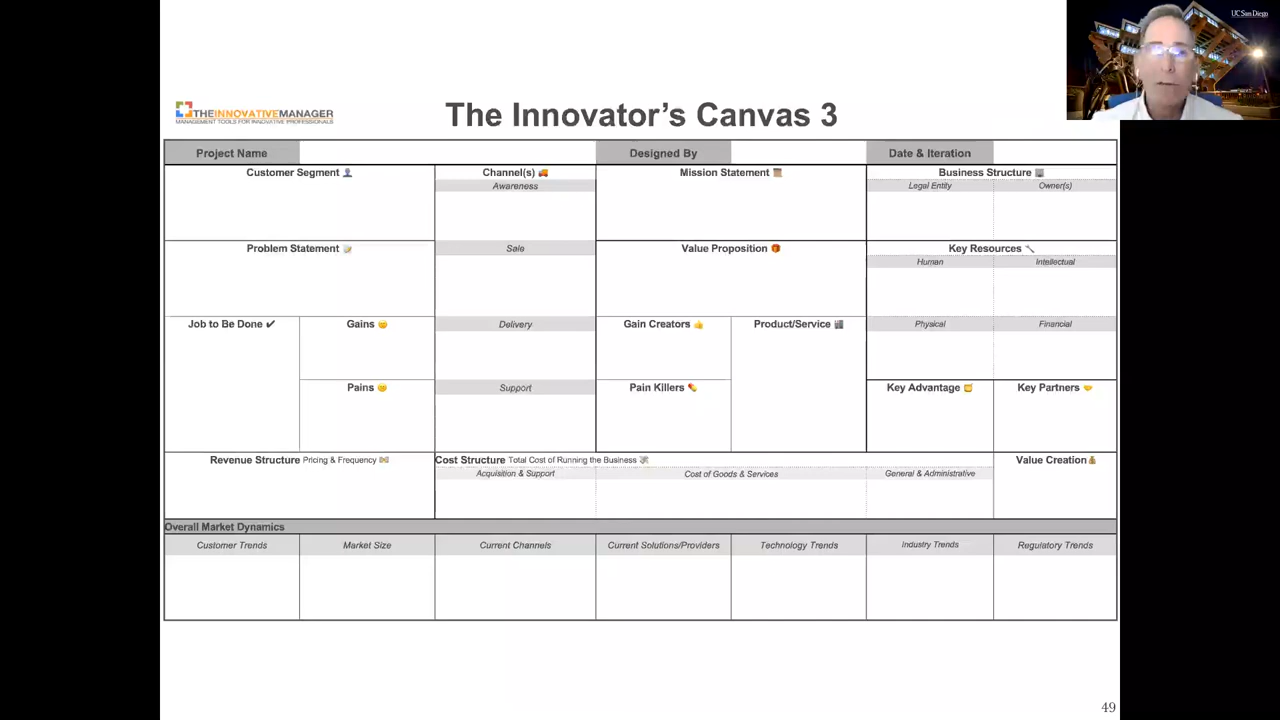 UC San Diego
THEINNOVATIVEMANAGER
MANAGEMENT TOOLS FOR INNOVATIVE PROFESSIONALS
The Innovator's Canvas 3
Project Name
Designed By
Date & Iteration
Customer Segment
Channel(s)
Mission Statement
Business Structure
Awareness
Legal Entity
Owner(s)
Problem Statement
Sale
Value Proposition
Key Resources
Human
Intellectual
Job to Be Done
Gains
Delivery
Gain Creators
Product/Service
Physical
Financial
Pains
Support
Pain Killers
Key Advantage
Key Partners
Revenue Structure Pricing & Frequency
Cost Structure Total Cost of Running the Business
Value Creation
Acquisition & Support
Cost of Goods & Services
General & Administrative
Overall Market Dynamics
Customer Trends
Market Size
Current Channels
Current Solutions/Providers
Technology Trends
Industry Trends
Regulatory Trends
49